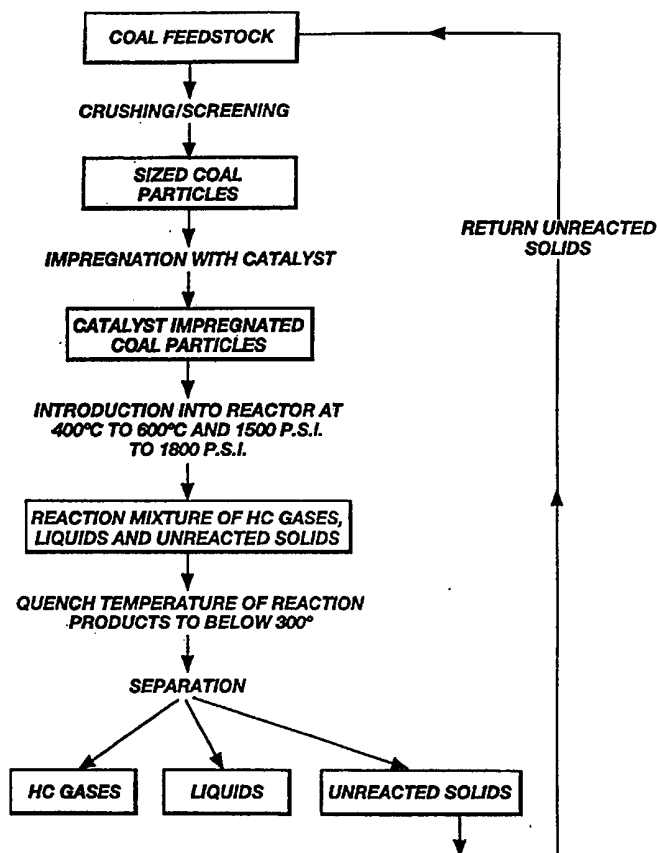 COAL FEEDSTOCK
CRUSHING/SCREENING
SIZED COAL
PARTICLES
RETURN UNREACTED
SOLIDS
IMPREGNATION WITH CATALYST
CATALYST IMPREGNATED
COAL PARTICLES
INTRODUCTION INTO REACTOR AT
400°C TO 600°C AND 1500 P.S.I.
TO 1800 P.S.I.
REACTION MIXTURE OF HC GASES,
LIQUIDS AND UNREACTED SOLIDS
QUENCH TEMPERATURE OF REACTION
PRODUCTS TO BELOW 300°
SEPARATION
HC GASES
LIQUIDS
UNREACTED SOLIDS